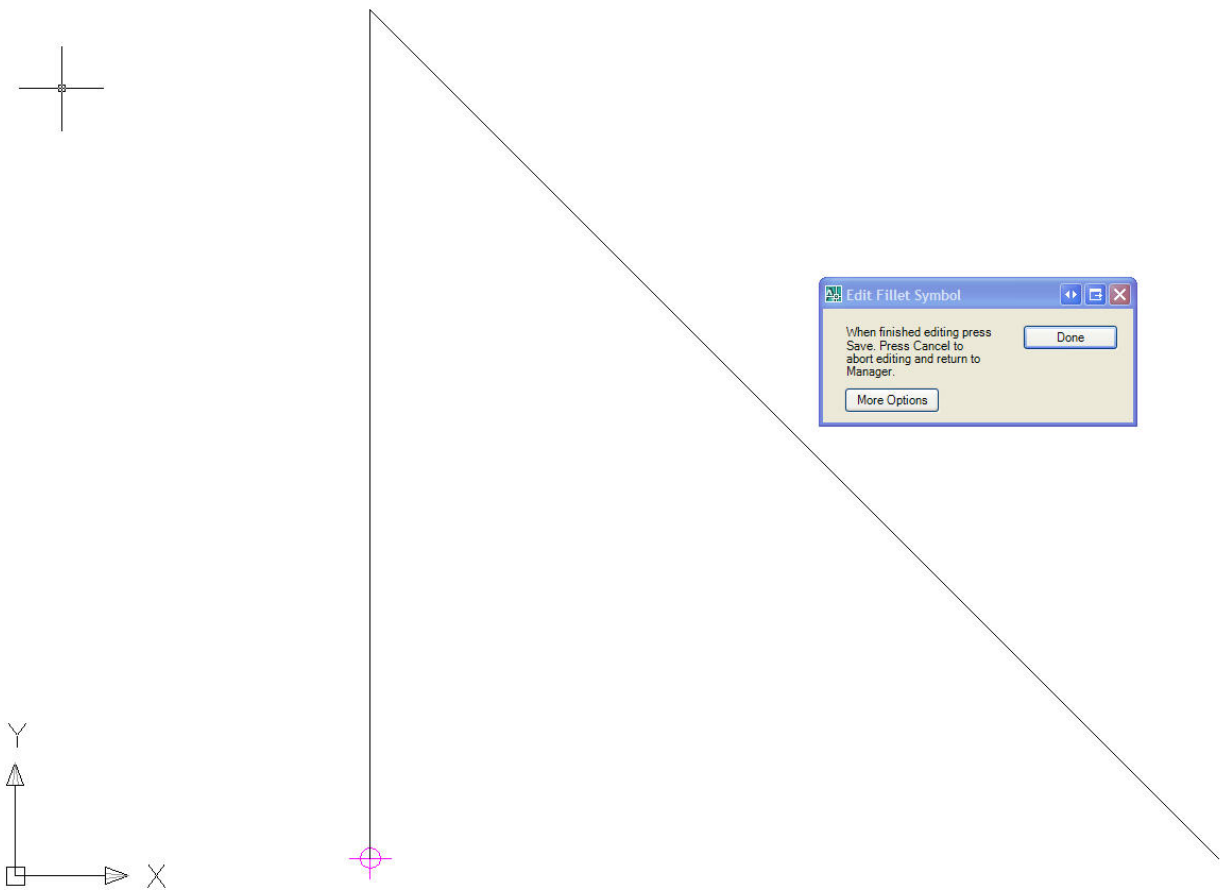 Edit Fillet Symbol
When finished editing press
Save. Press Cancel to
abort editing and return to
Manager.
Done
More Options
Y
X